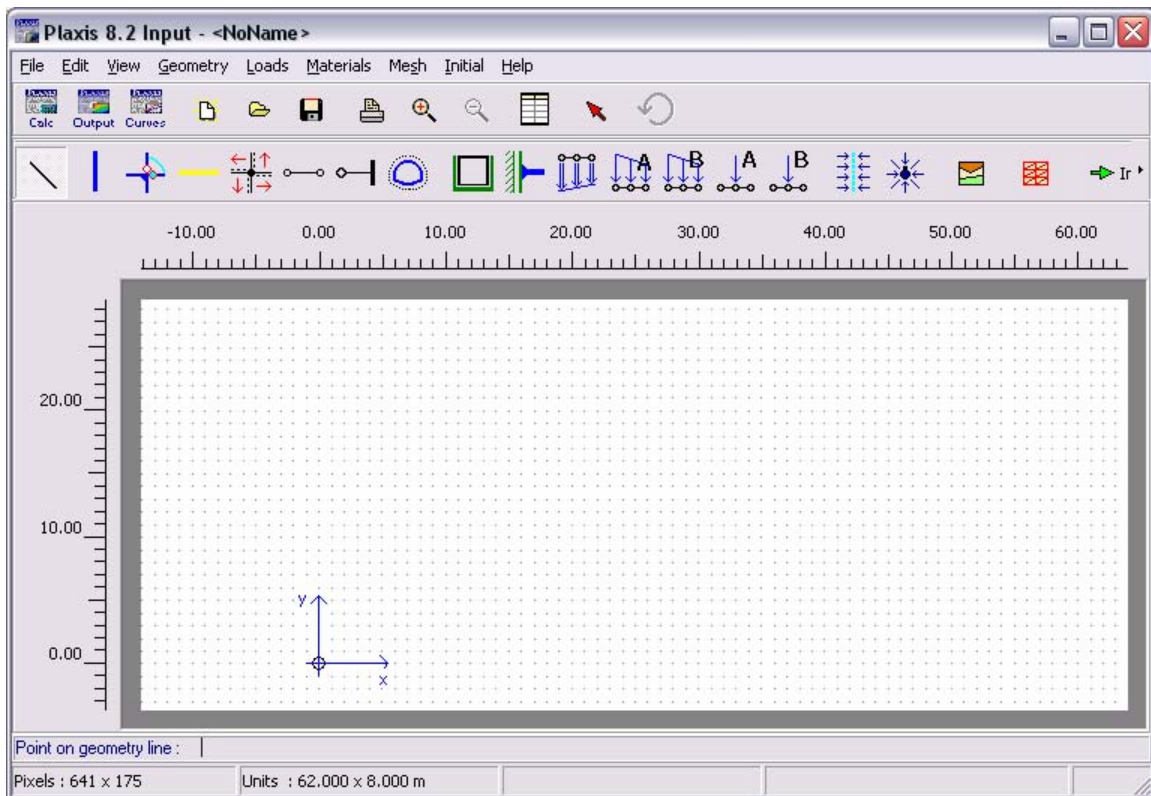 Plaxis 8.2 Input - <NoName>
File Edit View Geometry Loads Materials Mesh Initial Help
Calc Output Curves
A B A B Ir
-10.00 0.00 10.00 20.00 30.00 40.00 50.00 60.00
20.00
10.00
0.00
y
x
Point on geometry line :
Pixels : 641 x 175 Units : 62.000 x 8.000 m